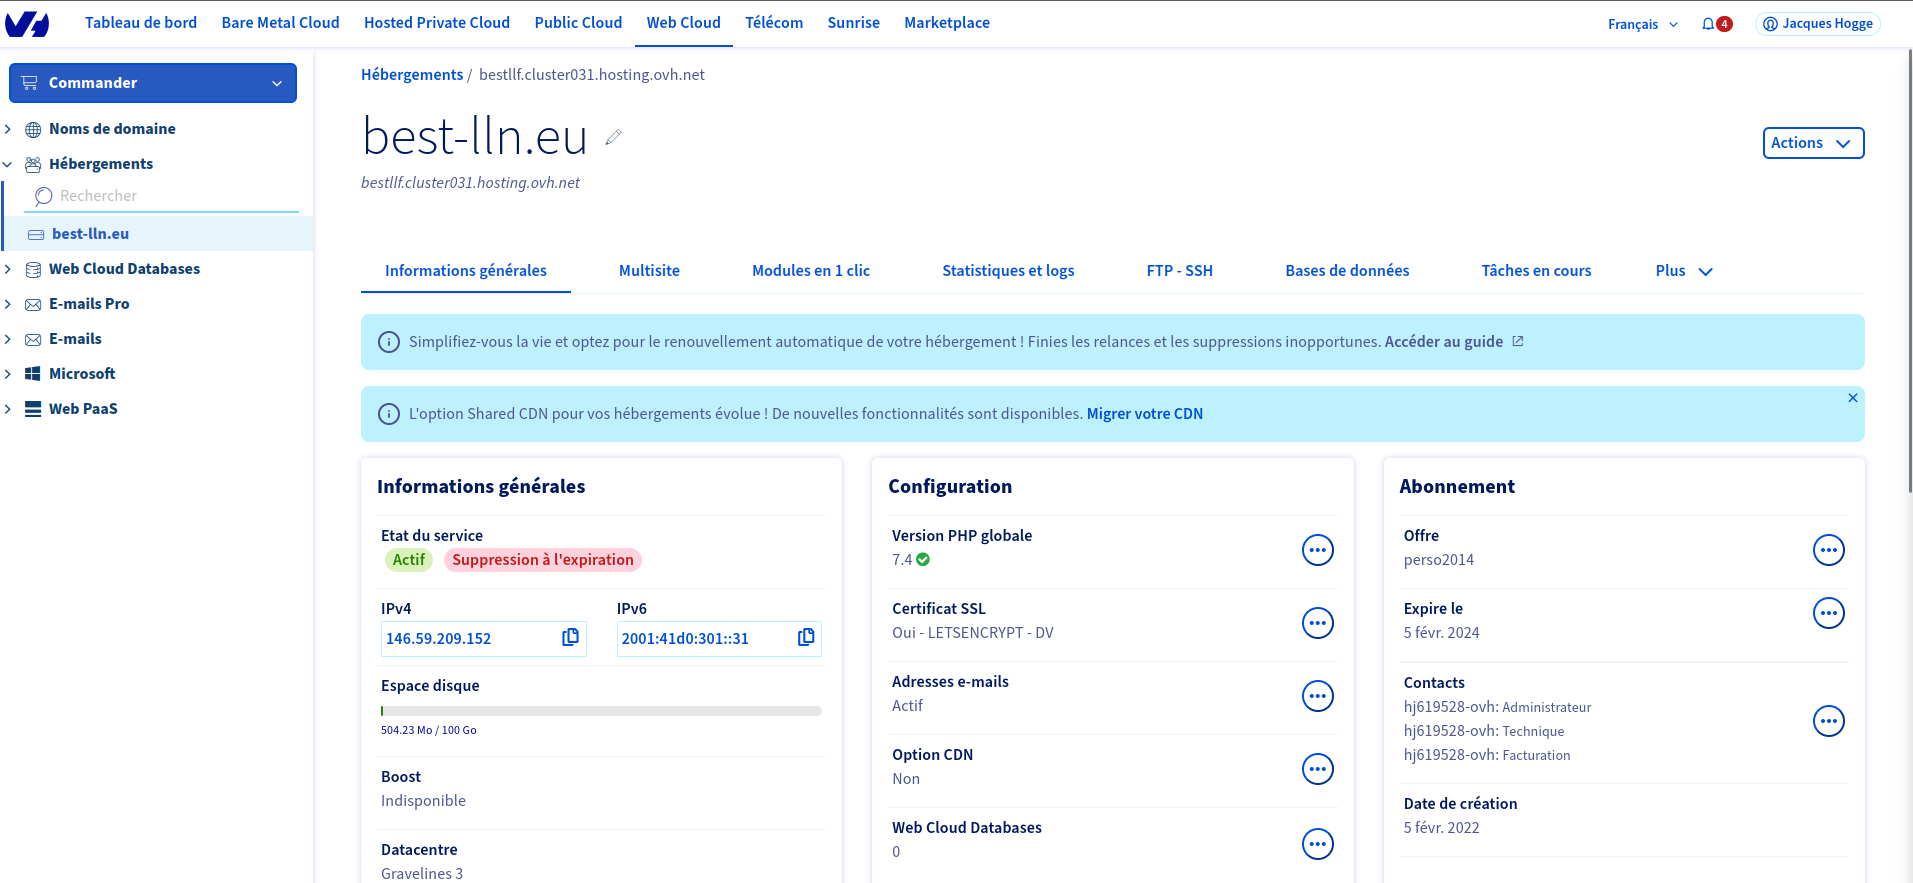 Tableau de bord Bare Metal Cloud Hosted Private Cloud Public Cloud Web Cloud Télécom Sunrise Marketplace Français 4 Jacques Hogge
Commander
Noms de domaine
Hébergements
Rechercher
best-lln.eu
Web Cloud Databases
E-mails Pro
E-mails
Microsoft
Web PaaS
Hébergements / bestllf.cluster031.hosting.ovh.net
best-lln.eu
Actions
bestllf.cluster031.hosting.ovh.net
Informations générales Multisite Modules en 1 clic Statistiques et logs FTP - SSH Bases de données Tâches en cours Plus
Simplifiez-vous la vie et optez pour le renouvellement automatique de votre hébergement ! Finies les relances et les suppressions inopportunes. Accéder au guide
L'option Shared CDN pour vos hébergements évolue ! De nouvelles fonctionnalités sont disponibles. Migrer votre CDN
Informations générales
Etat du service
Actif Suppression à l'expiration
IPv4 IPv6
146.59.209.152 2001:41d0:301::31
Espace disque
504.23 Mo / 100 Go
Boost
Indisponible
Datacentre
Gravelines 3
Configuration
Version PHP globale
7.4
Certificat SSL
Oui - LETSENCRYPT - DV
Adresses e-mails
Actif
Option CDN
Non
Web Cloud Databases
0
Abonnement
Offre
perso2014
Expire le
5 févr. 2024
Contacts
hj619528-ovh: Administrateur
hj619528-ovh: Technique
hj619528-ovh: Facturation
Date de création
5 févr. 2022